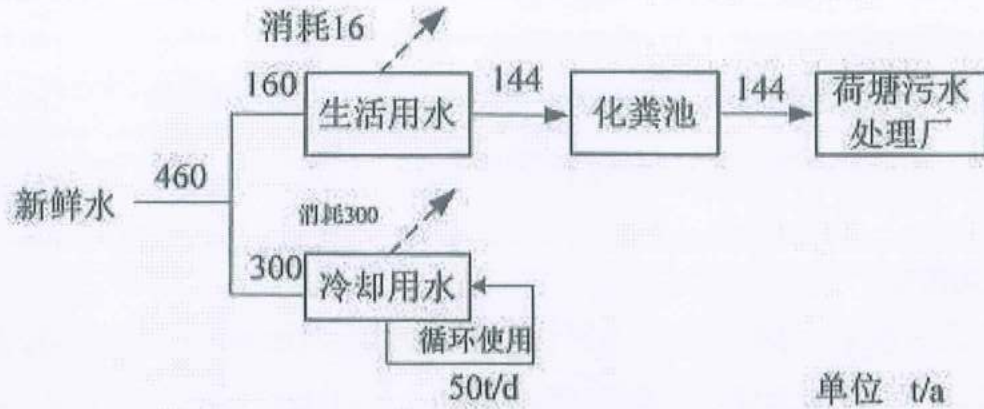 消耗16
160
生活用水
144
化粪池
144
荷塘污水
处理厂
新鲜水
460
消耗300
300
冷却用水
循环使用
50t/d
单位 t/a